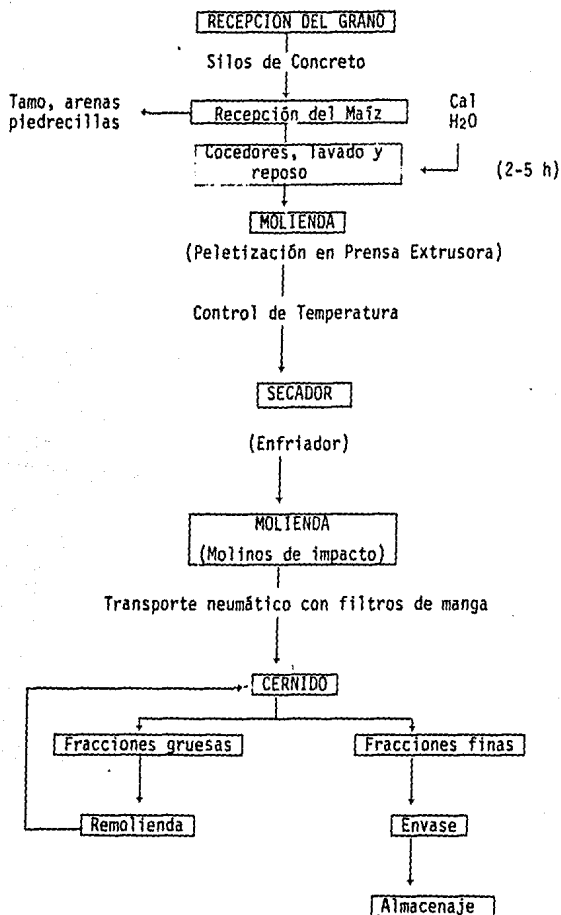 RECEPCION DEL GRANO
Silos de Concreto
Tamo, arenas
piedrecillas
Recepción del Maíz
Cal
H2O
Cocedores, lavado y
reposo
(2-5 h)
MOLIENDA
(Peletización en Prensa Extrusora)
Control de Temperatura
SECADOR
(Enfriador)
MOLIENDA
(Molinos de impacto)
Transporte neumático con filtros de manga
CERNIDO
Fracciones gruesas
Fracciones finas
Remolienda
Envase
Almacenaje